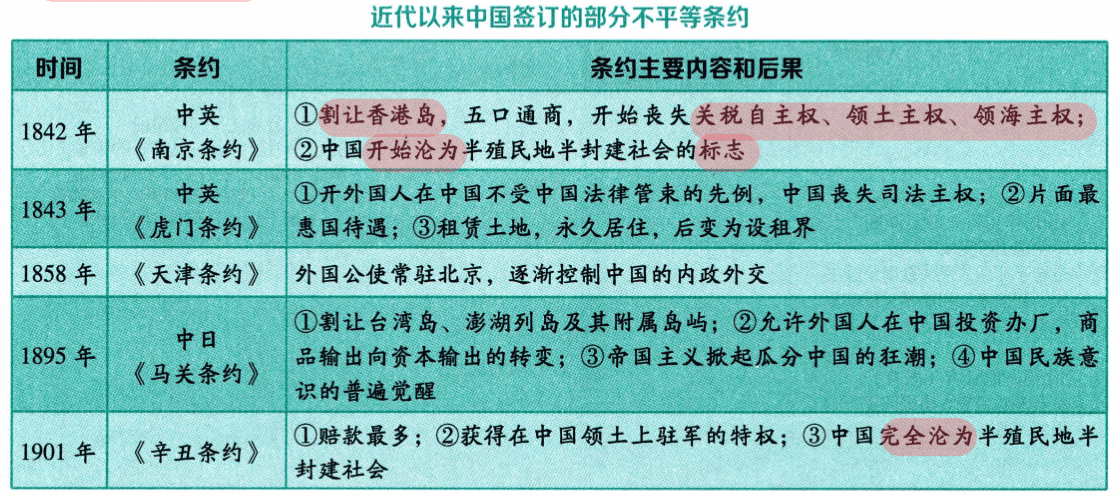 近代以来中国签订的部分不平等条约
时间 条约 条约主要内容和后果
1842 年 中英
《南京条约》 ①割让香港岛，五口通商，开始丧失关税自主权、领土主权、领海主权；
②中国开始沦为半殖民地半封建社会的标志
1843 年 中英
《虎门条约》 ①开外国人在中国不受中国法律管束的先例，中国丧失司法主权；②片面最
惠国待遇；③租赁土地，永久居住，后变为设租界
1858 年 《天津条约》 外国公使常驻北京，逐渐控制中国的内政外交
1895 年 中日
《马关条约》 ①割让台湾岛、澎湖列岛及其附属岛屿；②允许外国人在中国投资办厂，商
品输出向资本输出的转变；③帝国主义掀起瓜分中国的狂潮；④中国民族意
识的普遍觉醒
1901 年 《辛丑条约》 ①赔款最多；②获得在中国领土上驻军的特权；③中国完全沦为半殖民地半
封建社会